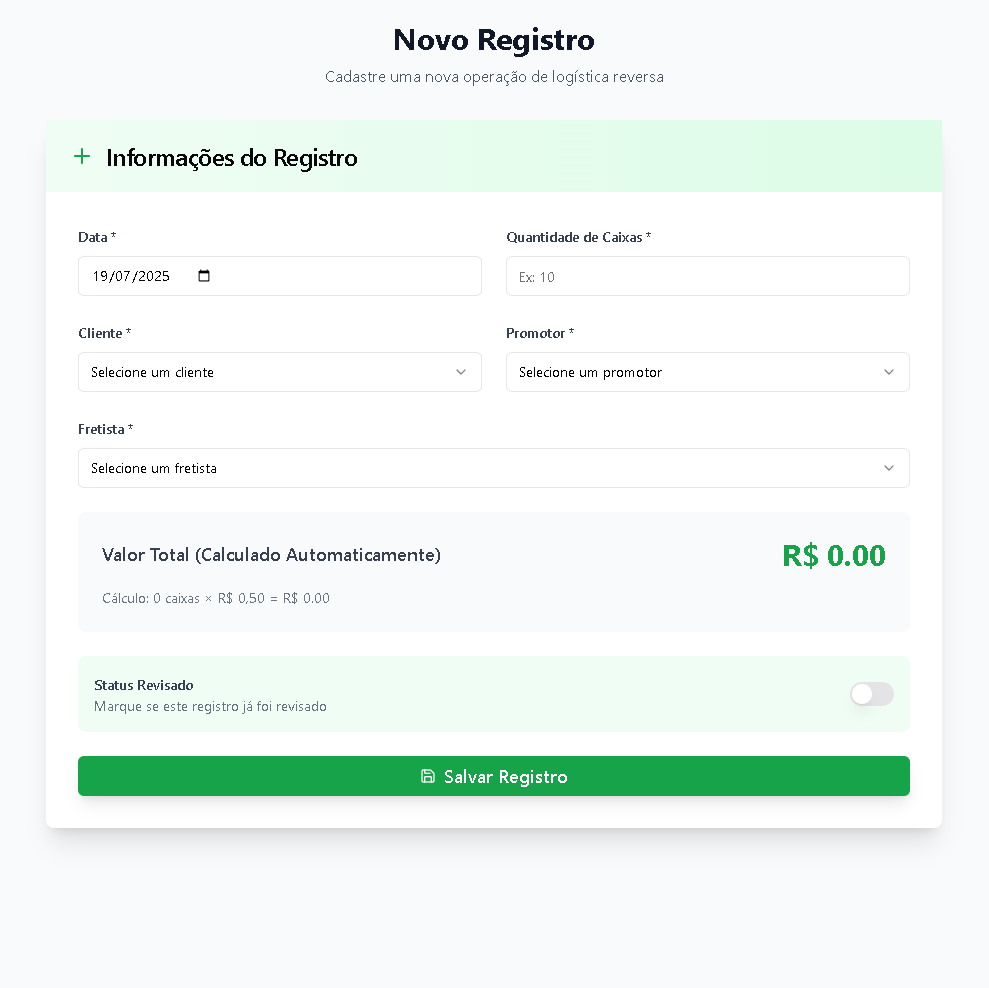 Novo Registro
Cadastre uma nova operação de logística reversa
Informações do Registro
Data *
Quantidade de Caixas *
19/07/2025
Ex: 10
Cliente *
Promotor *
Selecione um cliente
Selecione um promotor
Fretista *
Selecione um fretista
Valor Total (Calculado Automaticamente)
R$ 0.00
Cálculo: 0 caixas × R$ 0,50 = R$ 0.00
Status Revisado
Marque se este registro já foi revisado
Salvar Registro